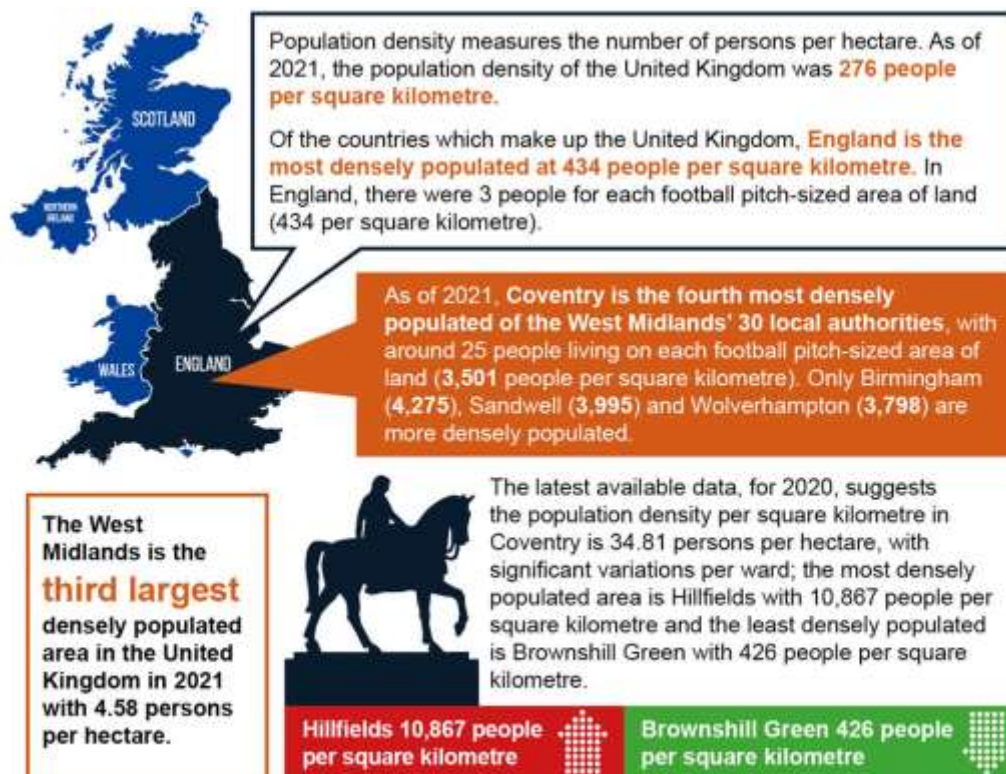 Population density measures the number of persons per hectare. As of
2021, the population density of the United Kingdom was 276 people
per square kilometre.
Of the countries which make up the United Kingdom, England is the
most densely populated at 434 people per square kilometre. In
England, there were 3 people for each football pitch-sized area of land
(434 per square kilometre).
SCOTLAND
NORTHERN
IRELAND
WALES
ENGLAND
As of 2021, Coventry is the fourth most densely
populated of the West Midlands' 30 local authorities, with
around 25 people living on each football pitch-sized area of
land (3,501 people per square kilometre). Only Birmingham
(4,275), Sandwell (3,995) and Wolverhampton (3,798) are
more densely populated.
The West
Midlands is the
third largest
densely populated
area in the United
Kingdom in 2021
with 4.58 persons
per hectare.
The latest available data, for 2020, suggests
the population density per square kilometre in
Coventry is 34.81 persons per hectare, with
significant variations per ward; the most densely
populated area is Hillfields with 10,867 people per
square kilometre and the least densely populated
is Brownshill Green with 426 people per square
kilometre.
Hillfields 10,867 people
per square kilometre
Brownshill Green 426 people
per square kilometre